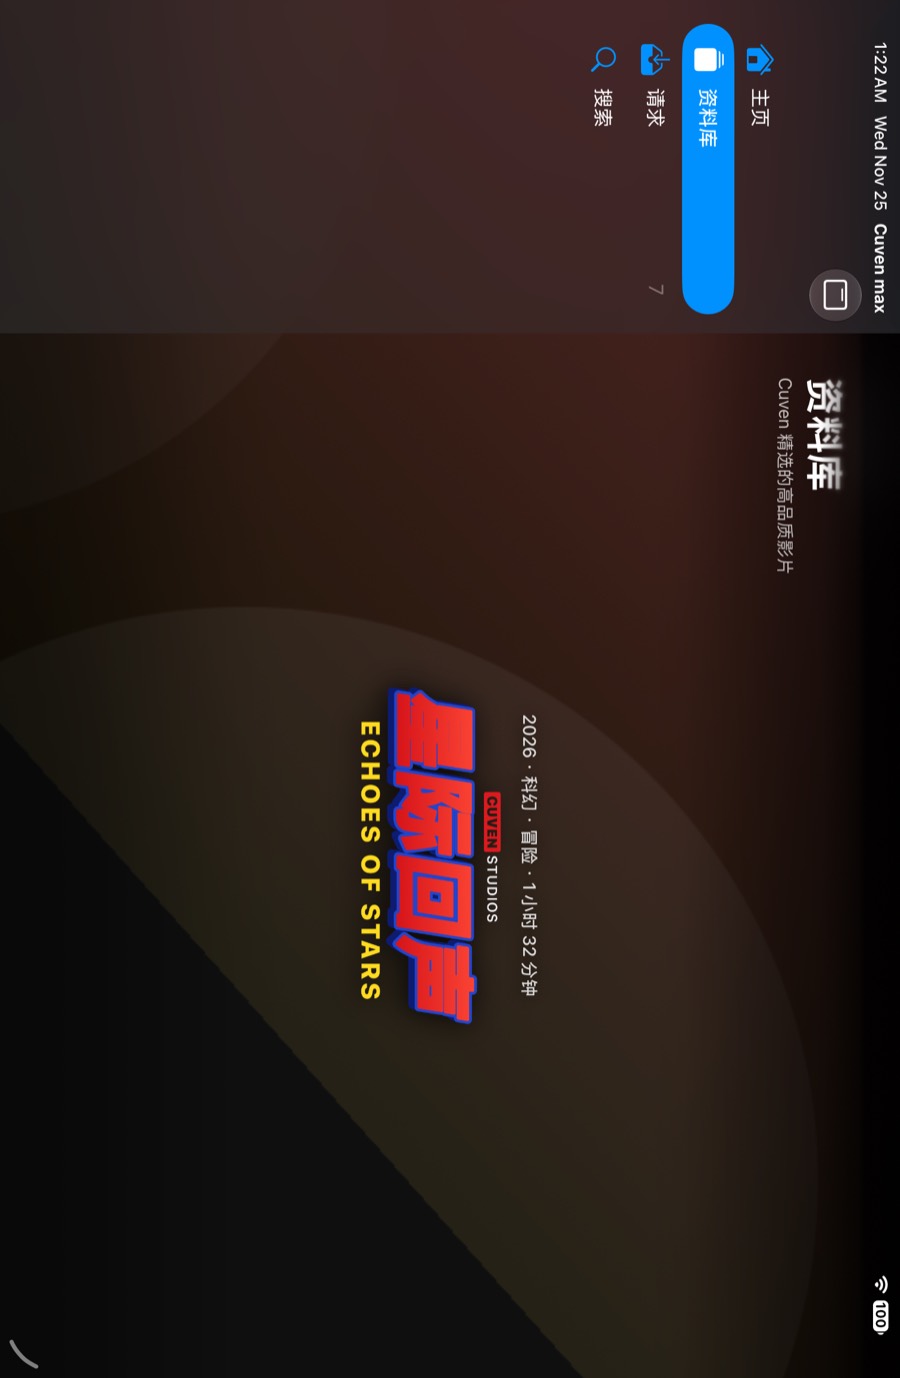 1:22 AM Wed Nov 25 Cuven max
100
主页
资料库
请求 7
搜索
资料库
Cuven 精选的高品质影片
2026 · 科幻 · 冒险 · 1 小时 32 分钟
CUVEN STUDIOS
星际回声
ECHOES OF STARS